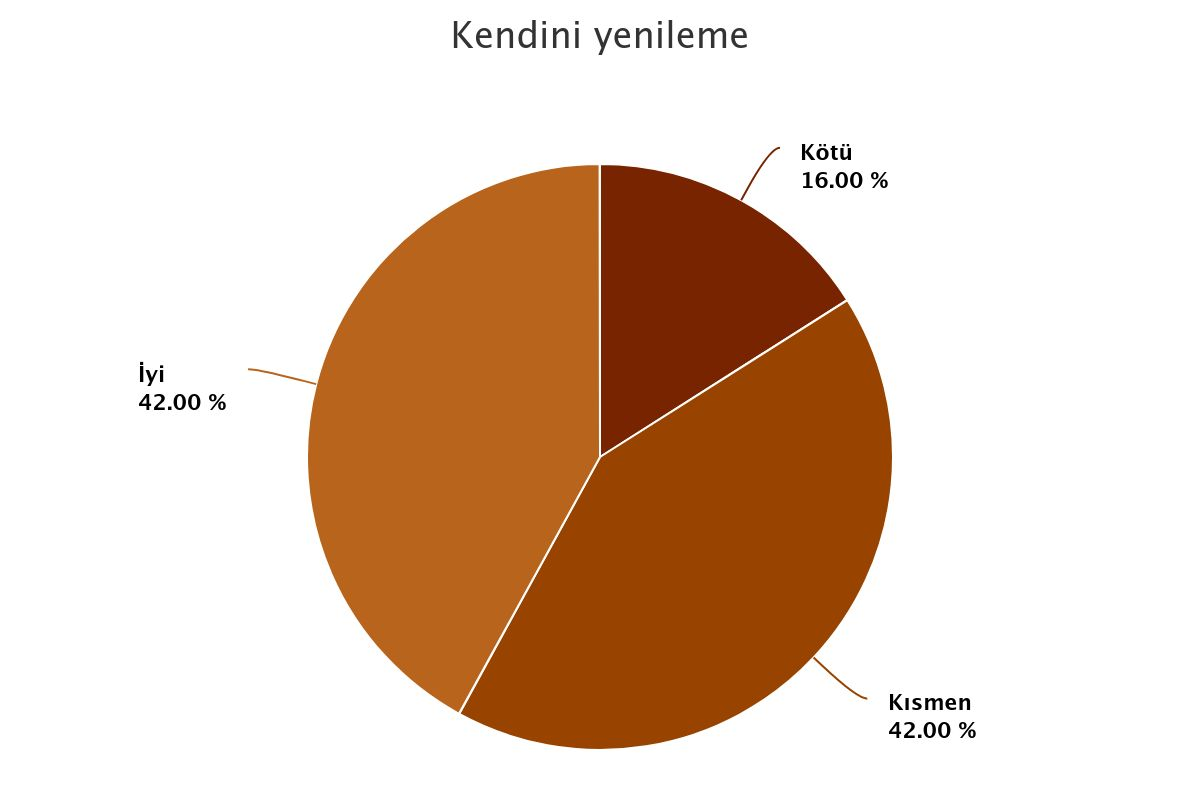 Kendini yenileme
Kötü
16.00 %
İyi
42.00 %
Kısmen
42.00 %